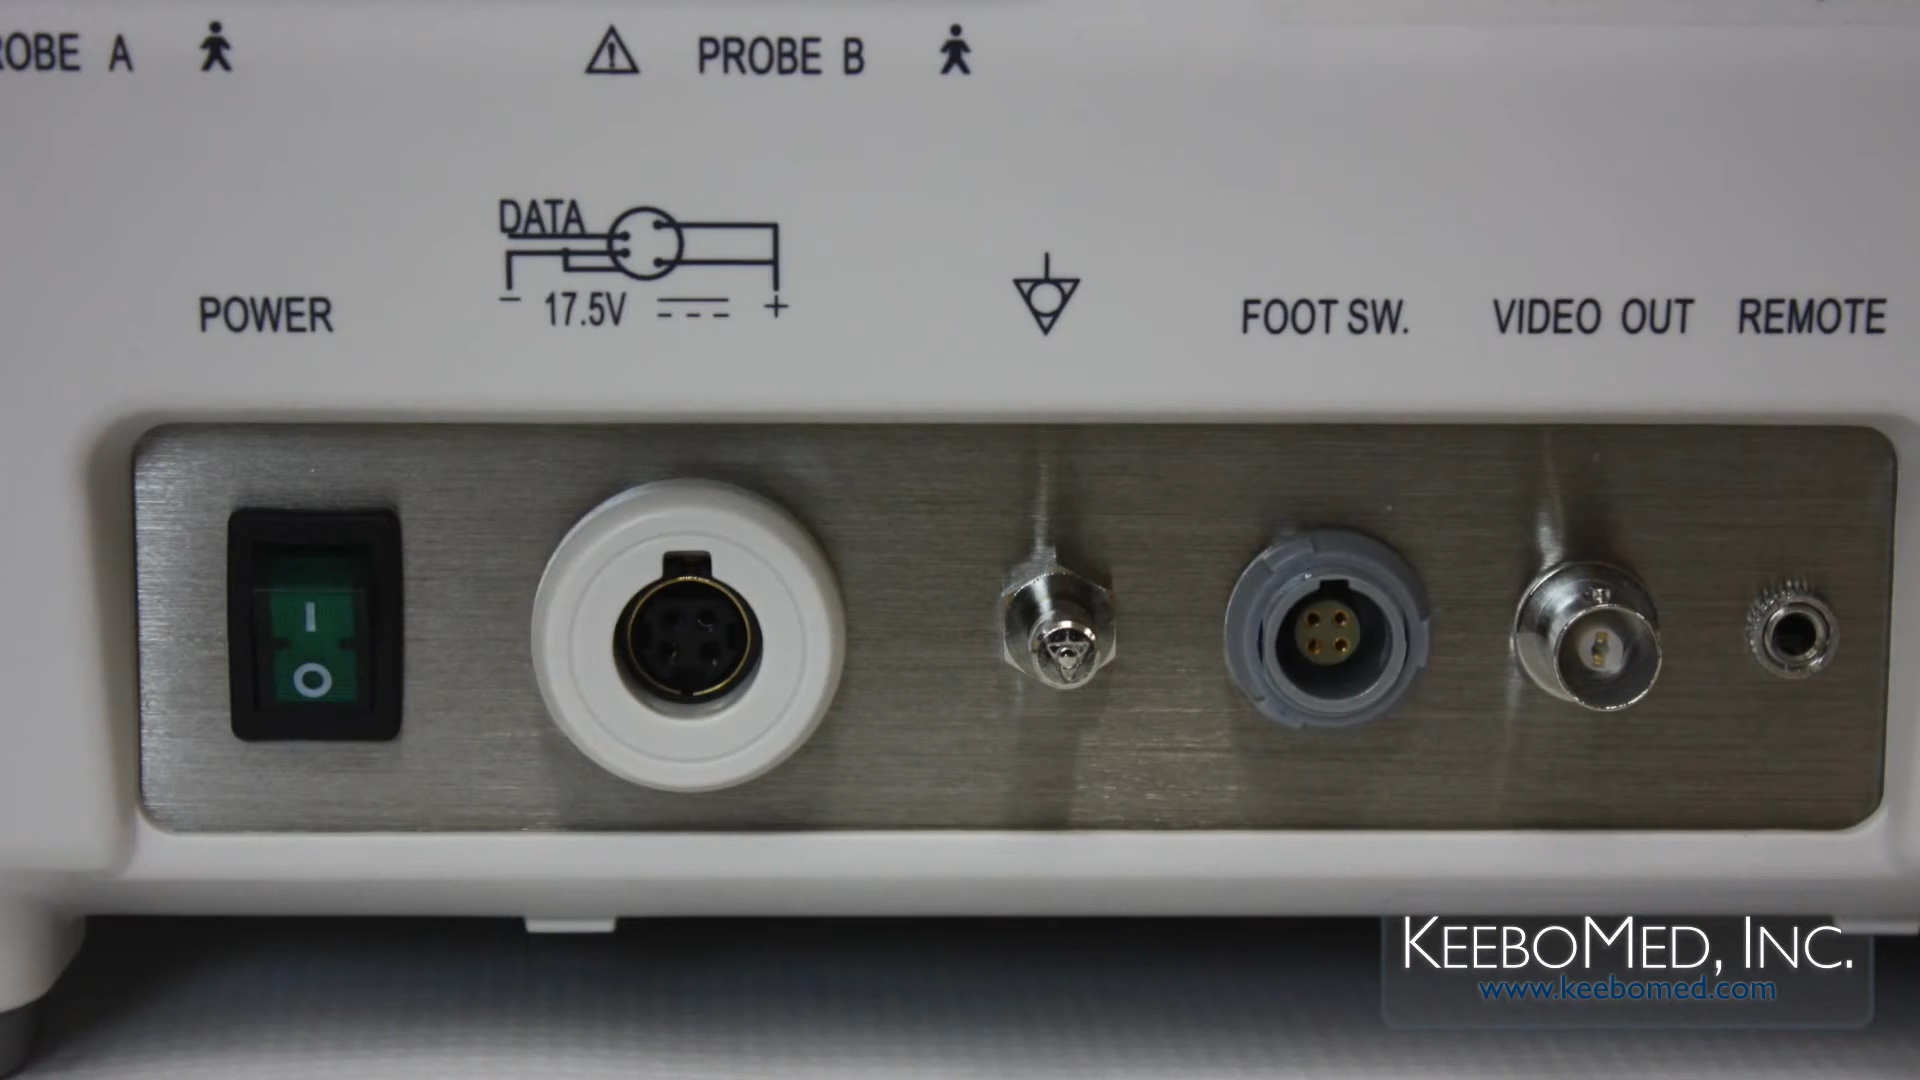 ROBE A
PROBE B
DATA
- 17.5V +
POWER
FOOT SW.
VIDEO OUT
REMOTE
I
O
KEEBOMED, INC.
www.keebomed.com